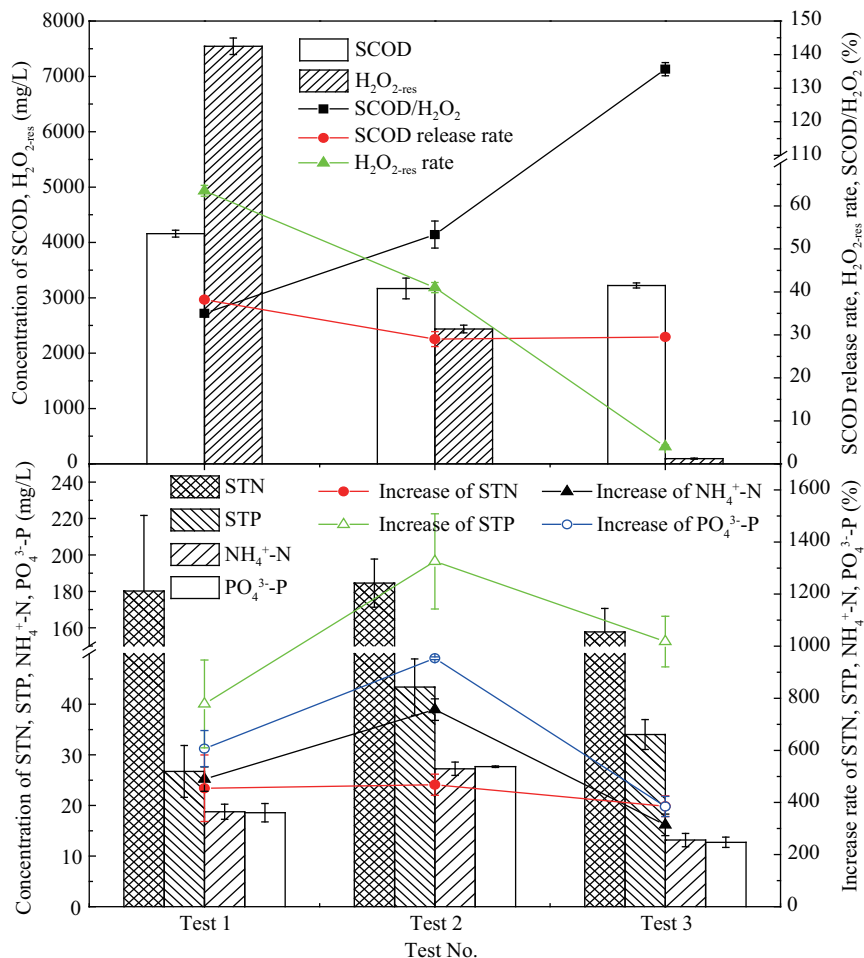 Concentration of SCOD, H₂O₂₋ᵣₑₛ (mg/L)
8000
7000
6000
5000
4000
3000
2000
1000
0
SCOD
H₂O₂₋ᵣₑₛ
SCOD/H₂O₂
SCOD release rate
H₂O₂₋ᵣₑₛ rate
150
140
130
120
110
60
50
40
30
20
10
0
SCOD release rate, H₂O₂₋ᵣₑₛ rate, SCOD/H₂O₂ (%)
Concentration of STN, STP, NH₄⁺-N, PO₄³⁻-P (mg/L)
240
220
200
180
160
40
30
20
10
0
STN
STP
NH₄⁺-N
PO₄³⁻-P
Increase of STN
Increase of STP
Increase of NH₄⁺-N
Increase of PO₄³⁻-P
1600
1400
1200
1000
800
600
400
200
0
Increase rate of STN, STP, NH₄⁺-N, PO₄³⁻-P (%)
Test 1 Test 2 Test 3
Test No.